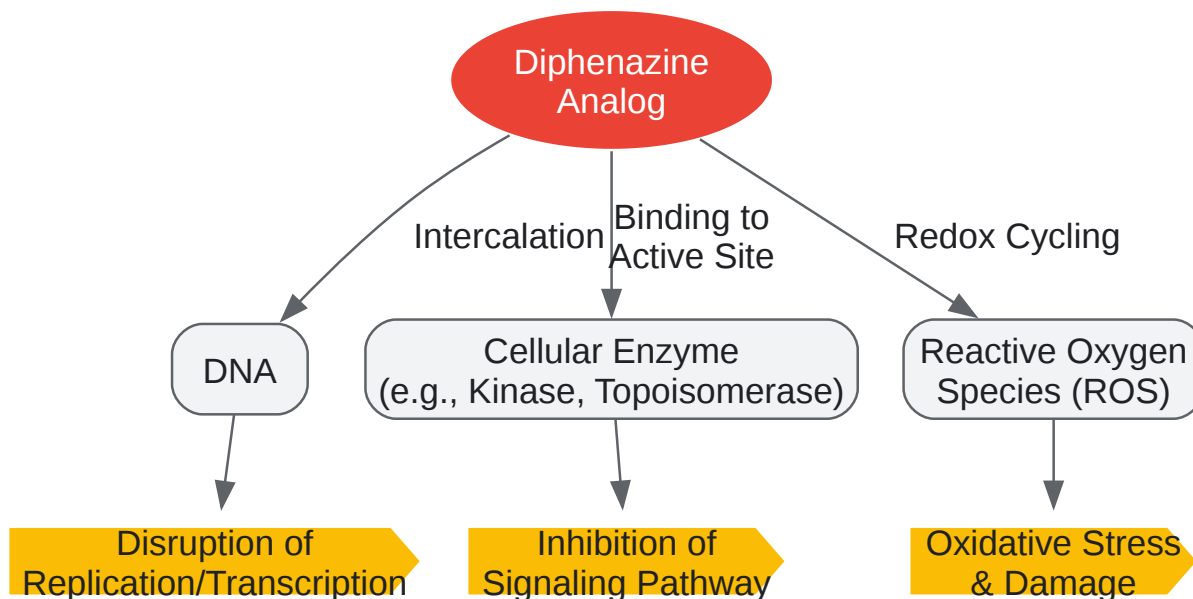 Diphenazine
Analog
Intercalation
Binding to
Active Site
Redox Cycling
DNA
Cellular Enzyme
(e.g., Kinase, Topoisomerase)
Reactive Oxygen
Species (ROS)
Disruption of
Replication/Transcription
Inhibition of
Signaling Pathway
Oxidative Stress
& Damage